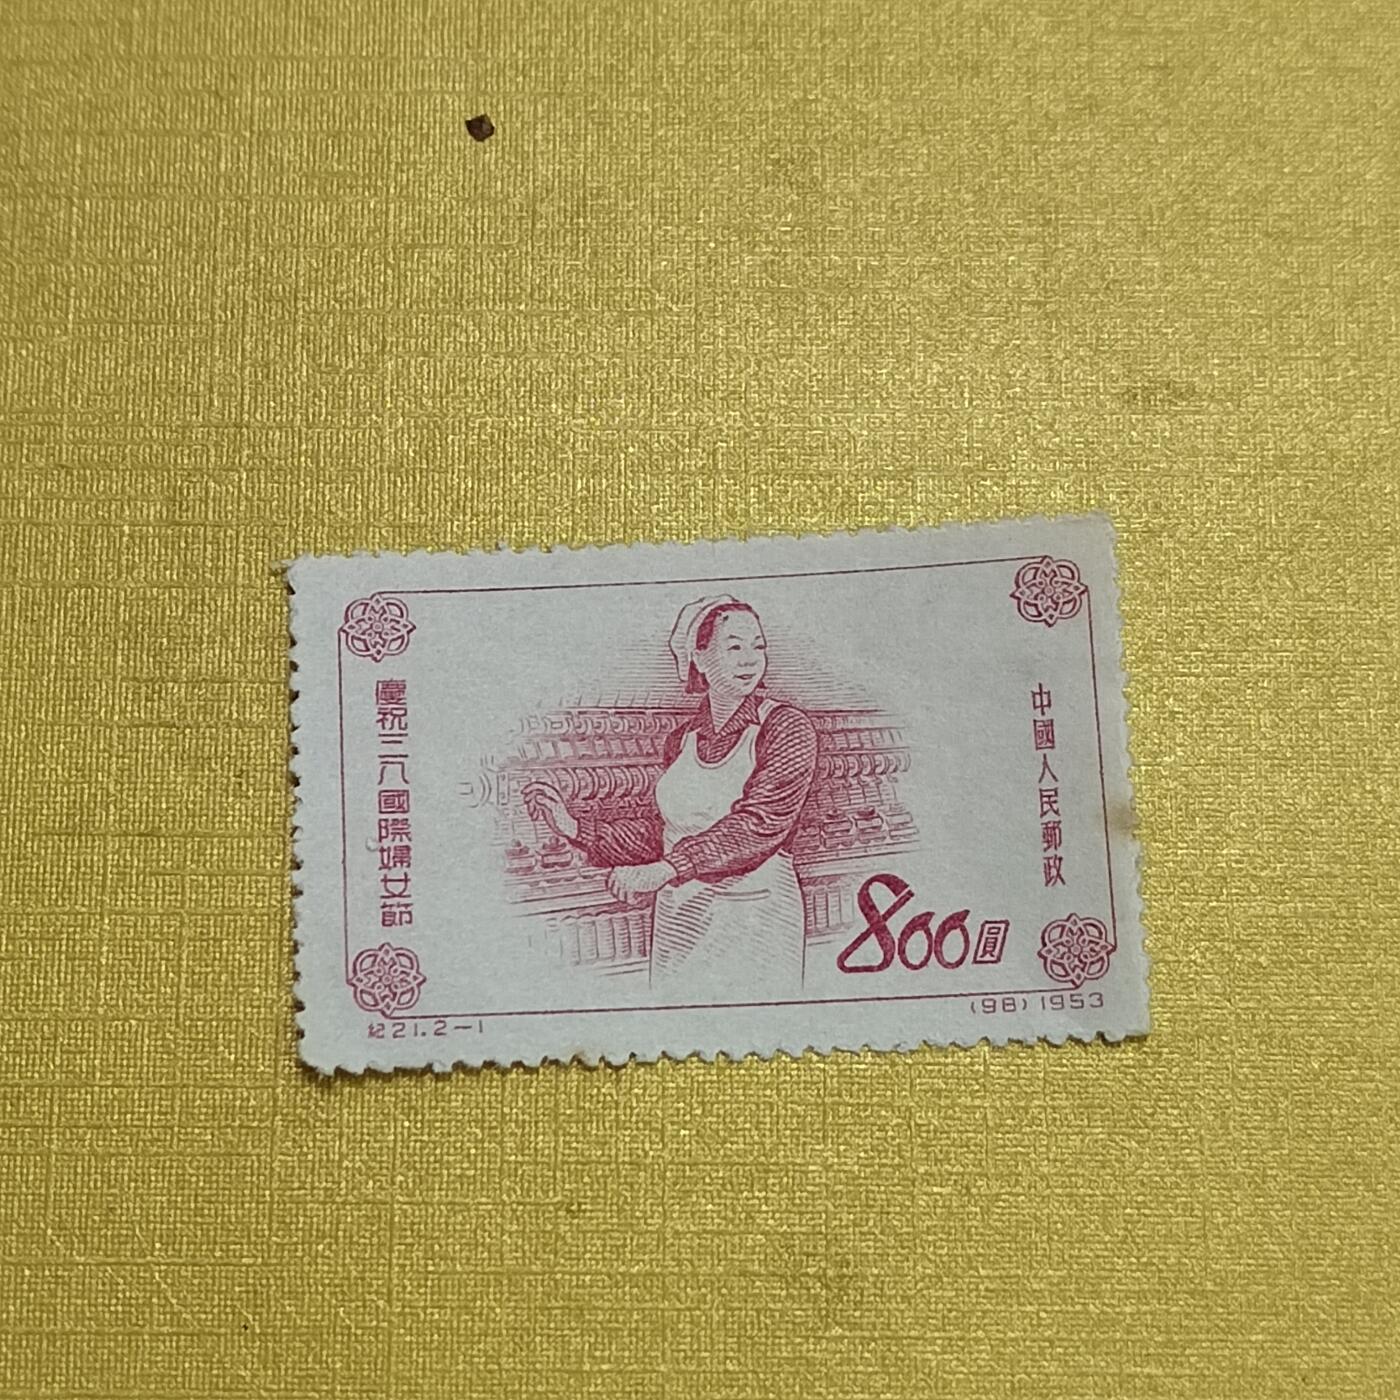 慶祝三八國際婦女節
中國人民郵政
800圓
紀21.2-1
(98) 1953